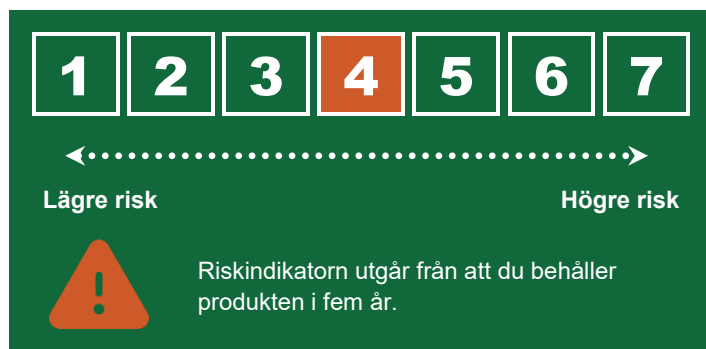 1 2 3 4 5 6 7
Lägre risk Högre risk
Riskindikatorn utgår från att du behåller
produkten i fem år.